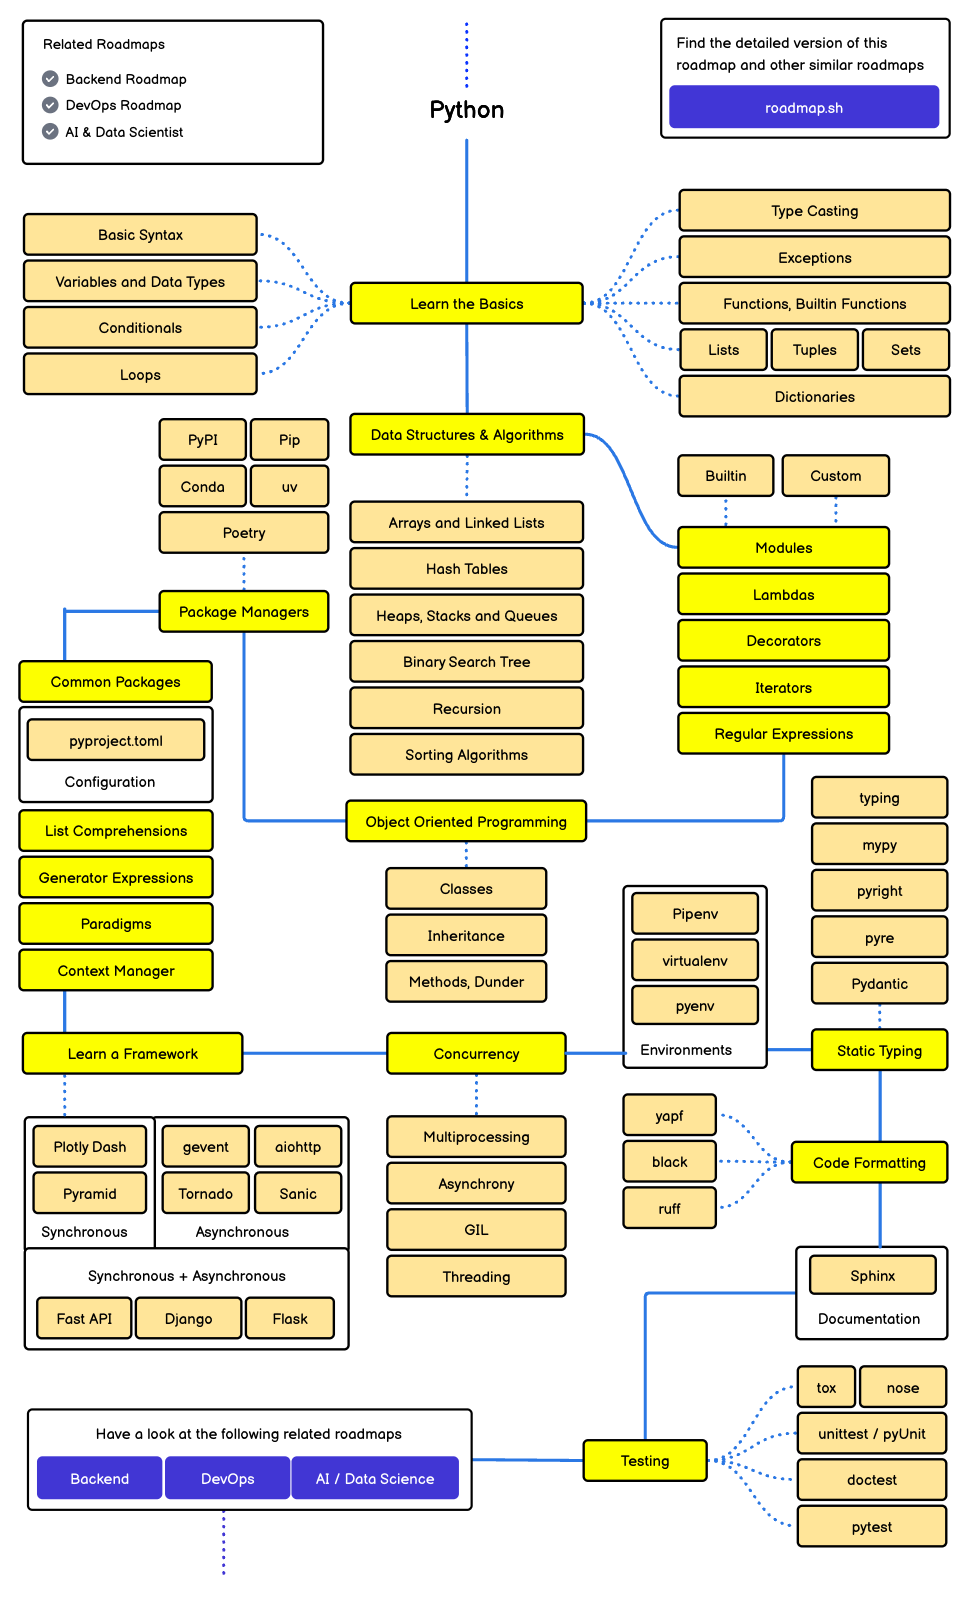 Related Roadmaps
Backend Roadmap
DevOps Roadmap
AI & Data Scientist
Python
Find the detailed version of this
roadmap and other similar roadmaps
roadmap.sh
Basic Syntax
Variables and Data Types
Conditionals
Loops
Learn the Basics
Type Casting
Exceptions
Functions, Builtin Functions
Lists
Tuples
Sets
Dictionaries
PyPI
Pip
Conda
uv
Poetry
Package Managers
Data Structures & Algorithms
Arrays and Linked Lists
Hash Tables
Heaps, Stacks and Queues
Binary Search Tree
Recursion
Sorting Algorithms
Builtin
Custom
Modules
Lambdas
Decorators
Iterators
Regular Expressions
Common Packages
pyproject.toml
Configuration
List Comprehensions
Generator Expressions
Paradigms
Context Manager
Object Oriented Programming
Classes
Inheritance
Methods, Dunder
Pipenv
virtualenv
pyenv
Environments
typing
mypy
pyright
pyre
Pydantic
Static Typing
Learn a Framework
Concurrency
Plotly Dash
Pyramid
Synchronous
gevent
aiohttp
Tornado
Sanic
Asynchronous
Synchronous + Asynchronous
Fast API
Django
Flask
Multiprocessing
Asynchrony
GIL
Threading
yapf
black
ruff
Code Formatting
Sphinx
Documentation
tox
nose
unittest / pyUnit
doctest
pytest
Testing
Have a look at the following related roadmaps
Backend
DevOps
AI / Data Science